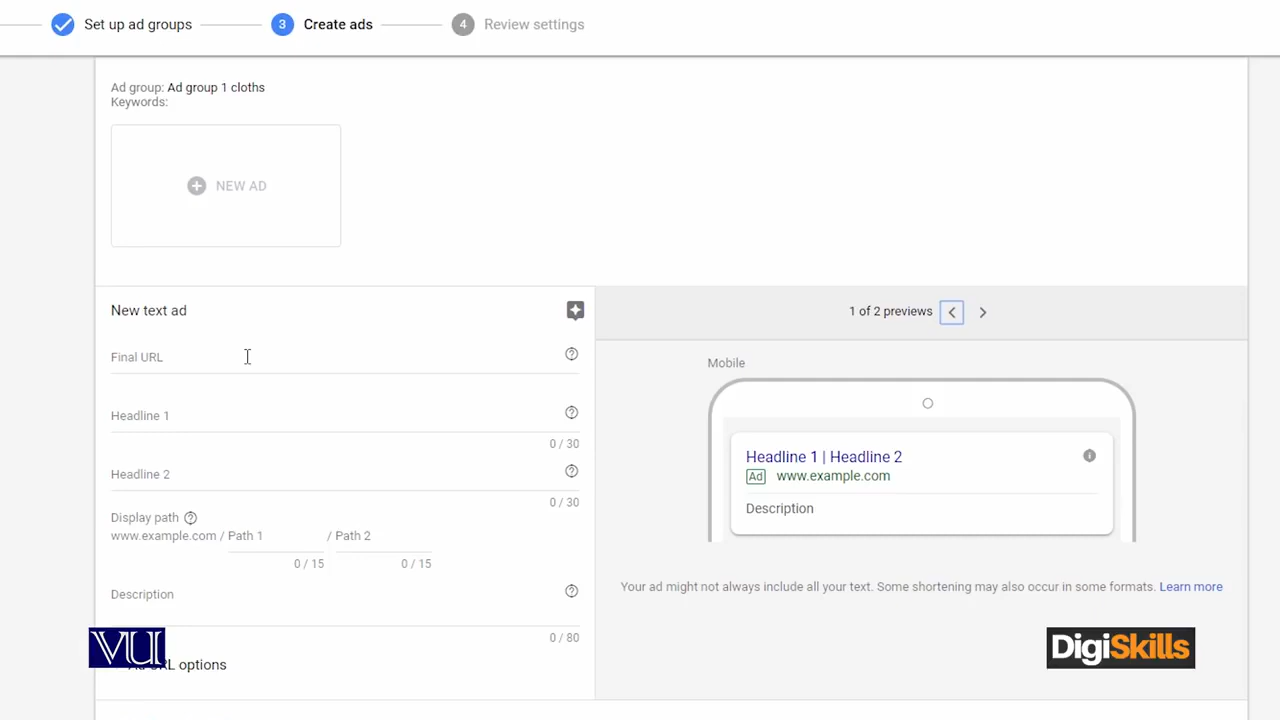 Set up ad groups
3 Create ads
4 Review settings
Ad group: Ad group 1 cloths
Keywords:
NEW AD
New text ad
1 of 2 previews
Final URL
Mobile
Headline 1
0 / 30
Headline 1 | Headline 2
Ad www.example.com
Headline 2
0 / 30
Description
Display path
www.example.com / Path 1 / Path 2
0 / 15 0 / 15
Your ad might not always include all your text. Some shortening may also occur in some formats. Learn more
Description
0 / 80
VU
URL options
DigiSkills